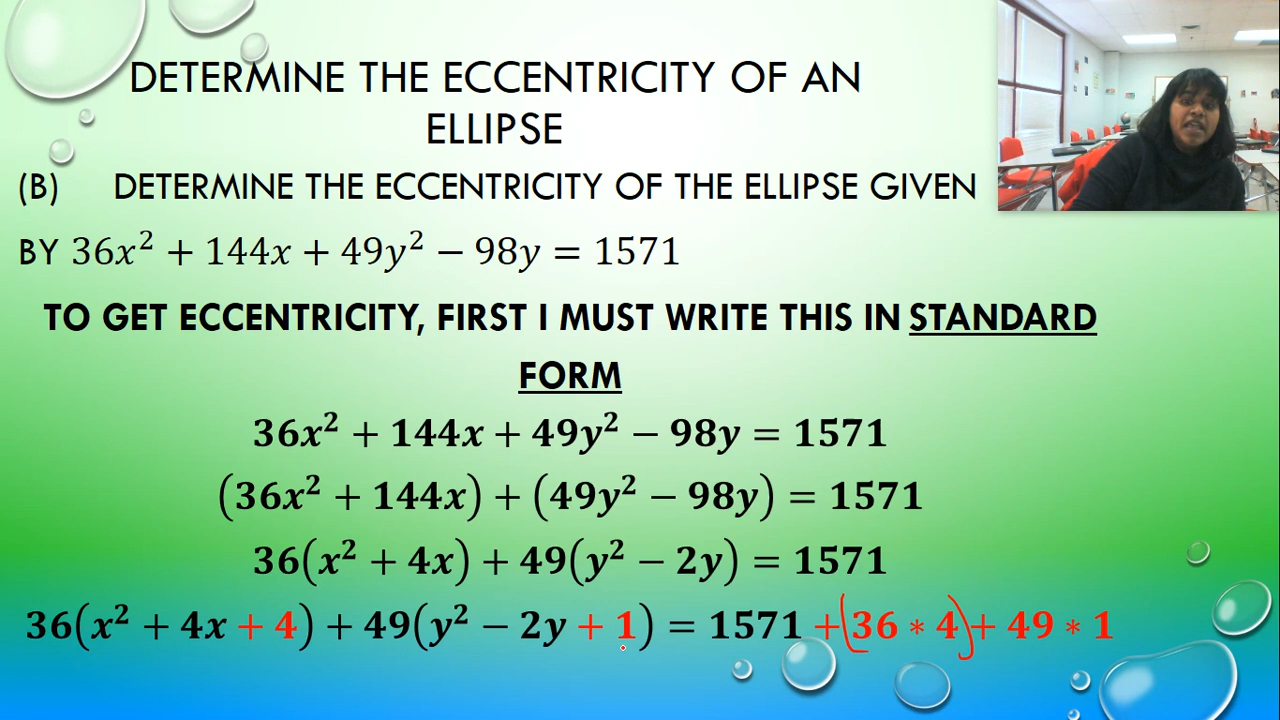 DETERMINE THE ECCENTRICITY OF AN
ELLIPSE
(B) DETERMINE THE ECCENTRICITY OF THE ELLIPSE GIVEN
BY 36x² + 144x + 49y² − 98y = 1571
TO GET ECCENTRICITY, FIRST I MUST WRITE THIS IN STANDARD
FORM
36x² + 144x + 49y² − 98y = 1571
(36x² + 144x) + (49y² − 98y) = 1571
36(x² + 4x) + 49(y² − 2y) = 1571
36(x² + 4x + 4) + 49(y² − 2y + 1) = 1571 + (36 * 4) + 49 * 1